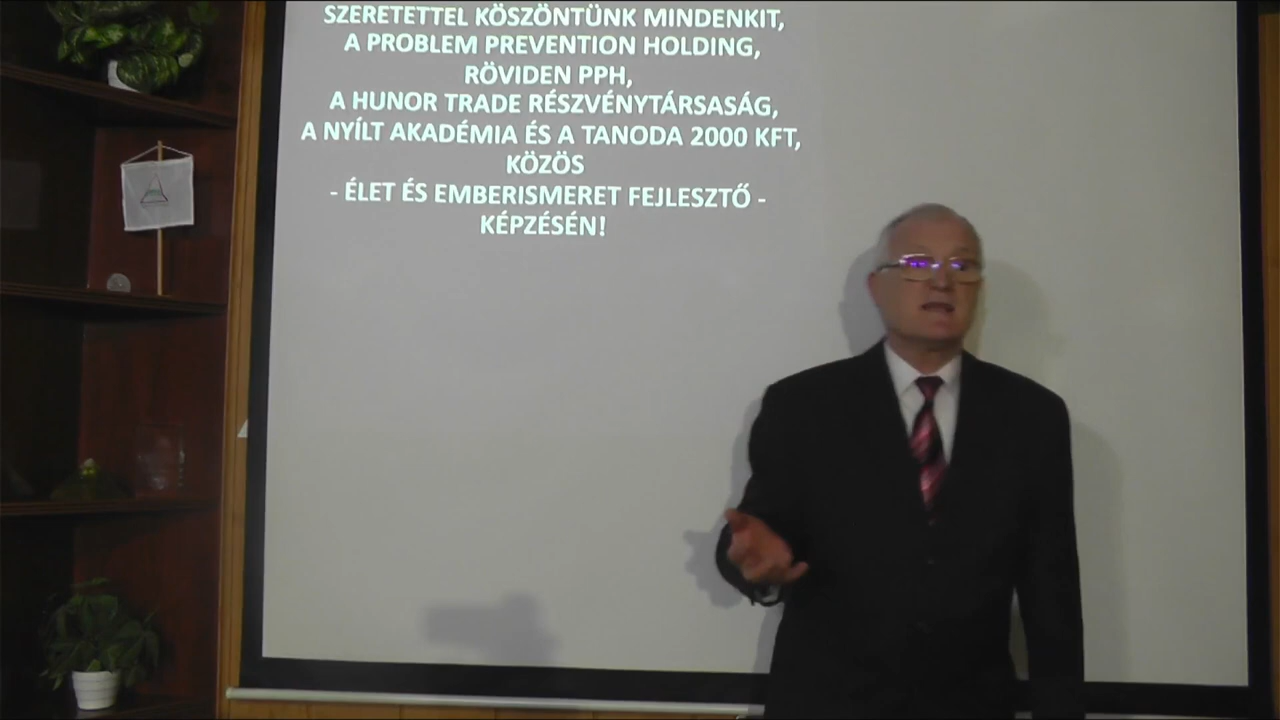 SZERETETTEL KÖSZÖNTÜNK MINDENKIT,
A PROBLEM PREVENTION HOLDING,
RÖVIDEN PPH,
A HUNOR TRADE RÉSZVÉNYTÁRSASÁG,
A NYÍLT AKADÉMIA ÉS A TANODA 2000 KFT,
KÖZÖS
- ÉLET ÉS EMBERISMERET FEJLESZTŐ -
KÉPZÉSÉN!